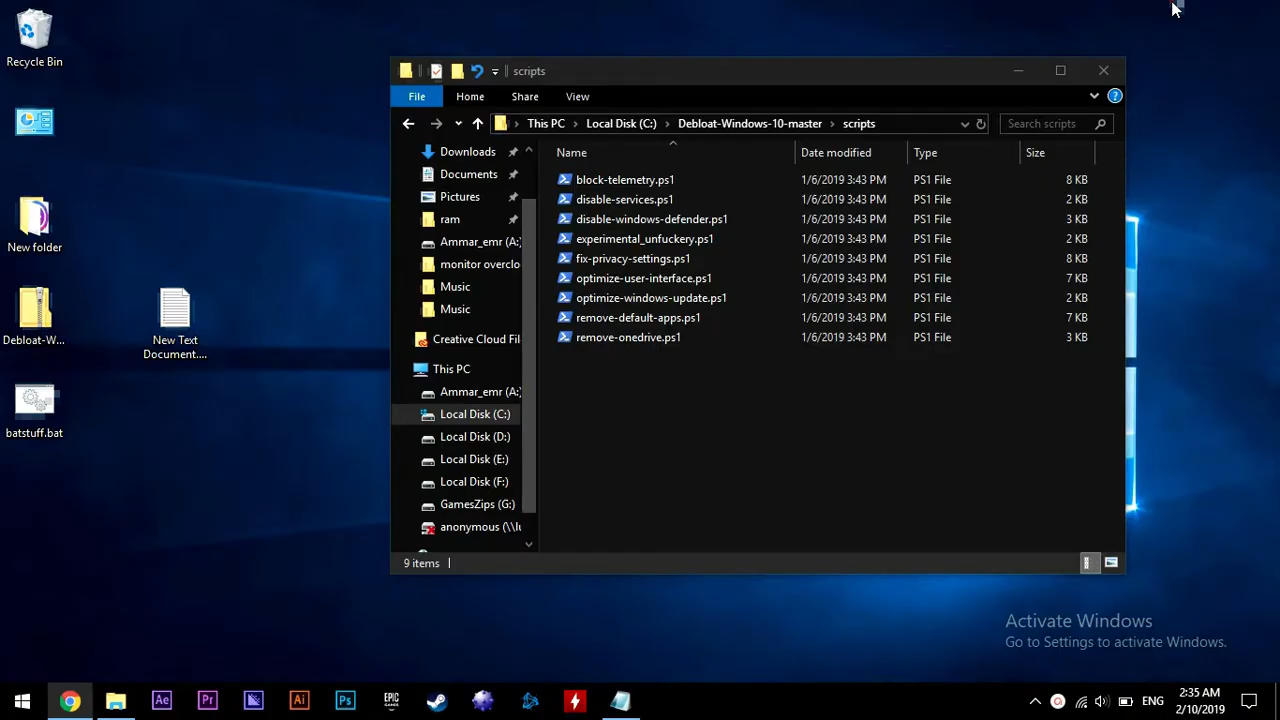 Recycle Bin
New folder
Debloat-W...
New Text
Document....
batstuff.bat
scripts
File
Home
Share
View
This PC
Local Disk (C:)
Debloat-Windows-10-master
scripts
Search scripts
Downloads
Documents
Pictures
ram
Ammar_emr (A:)
monitor overclo
Music
Music
Creative Cloud Fil
This PC
Ammar_emr (A:)
Local Disk (C:)
Local Disk (D:)
Local Disk (E:)
Local Disk (F:)
GamesZips (G:)
anonymous (\\lu
Name Date modified Type Size
block-telemetry.ps1 1/6/2019 3:43 PM PS1 File 8 KB
disable-services.ps1 1/6/2019 3:43 PM PS1 File 2 KB
disable-windows-defender.ps1 1/6/2019 3:43 PM PS1 File 3 KB
experimental_unfuckery.ps1 1/6/2019 3:43 PM PS1 File 2 KB
fix-privacy-settings.ps1 1/6/2019 3:43 PM PS1 File 8 KB
optimize-user-interface.ps1 1/6/2019 3:43 PM PS1 File 7 KB
optimize-windows-update.ps1 1/6/2019 3:43 PM PS1 File 2 KB
remove-default-apps.ps1 1/6/2019 3:43 PM PS1 File 7 KB
remove-onedrive.ps1 1/6/2019 3:43 PM PS1 File 3 KB
9 items
Activate Windows
Go to Settings to activate Windows.
Ae
Pr
Ai
Ps
EPIC
GAMES
ENG
2:35 AM
2/10/2019